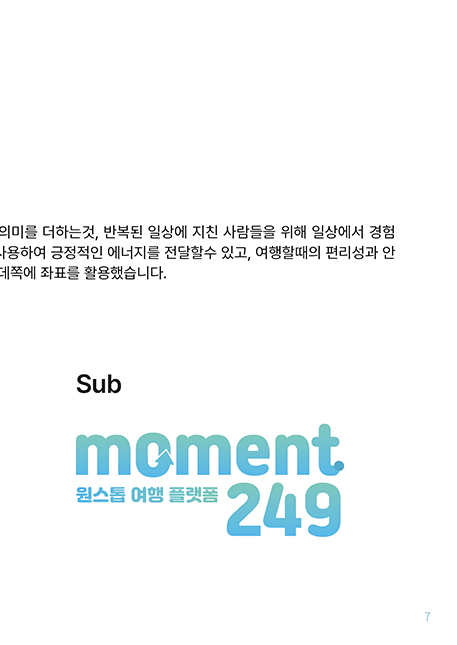 의미를 더하는것, 반복된 일상에 지친 사람들을 위해 일상에서 경험
사용하여 긍정적인 에너지를 전달할수 있고, 여행할때의 편리성과 안
데쪽에 좌표를 활용했습니다.
Sub
moment.
원스톱 여행 플랫폼 249
7